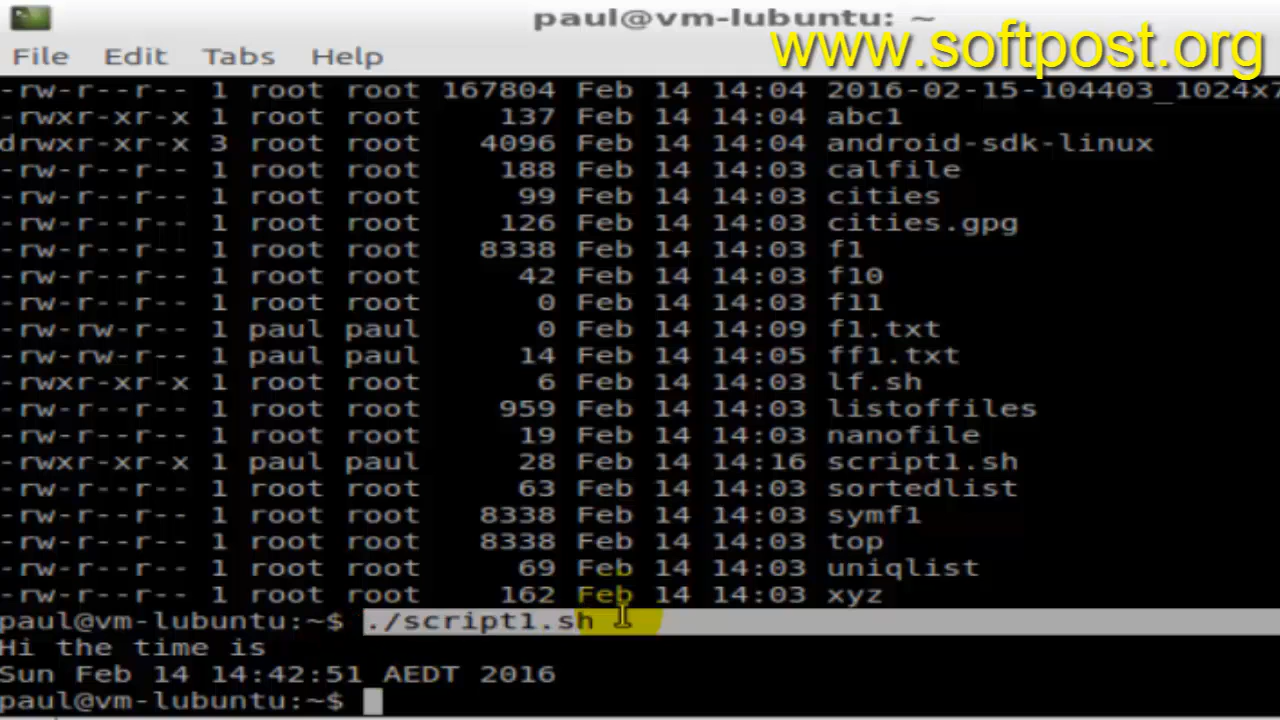 paul@vm-lubuntu: ~
www.softpost.org
File Edit Tabs Help
-rw-r--r-- 1 root root 167804 Feb 14 14:04 2016-02-15-104403_1024x7
-rwxr-xr-x 1 root root 137 Feb 14 14:04 abc1
drwxr-xr-x 3 root root 4096 Feb 14 14:04 android-sdk-linux
-rw-r--r-- 1 root root 188 Feb 14 14:03 calfile
-rw-r--r-- 1 root root 99 Feb 14 14:03 cities
-rw-r--r-- 1 root root 126 Feb 14 14:03 cities.gpg
-rw-r--r-- 1 root root 8338 Feb 14 14:03 f1
-rw-r--r-- 1 root root 42 Feb 14 14:03 f10
-rw-r--r-- 1 root root 0 Feb 14 14:03 f11
-rw-rw-r-- 1 paul paul 0 Feb 14 14:09 f1.txt
-rw-rw-r-- 1 paul paul 14 Feb 14 14:05 ff1.txt
-rwxr-xr-x 1 root root 6 Feb 14 14:03 lf.sh
-rw-r--r-- 1 root root 959 Feb 14 14:03 listoffiles
-rw-r--r-- 1 root root 19 Feb 14 14:03 nanofile
-rwxr-xr-x 1 paul paul 28 Feb 14 14:16 script1.sh
-rw-r--r-- 1 root root 63 Feb 14 14:03 sortedlist
-rw-r--r-- 1 root root 8338 Feb 14 14:03 symf1
-rw-r--r-- 1 root root 8338 Feb 14 14:03 top
-rw-r--r-- 1 root root 69 Feb 14 14:03 uniqlist
-rw-r--r-- 1 root root 162 Feb 14 14:03 xyz
paul@vm-lubuntu:~$ ./script1.sh
Hi the time is
Sun Feb 14 14:42:51 AEDT 2016
paul@vm-lubuntu:~$